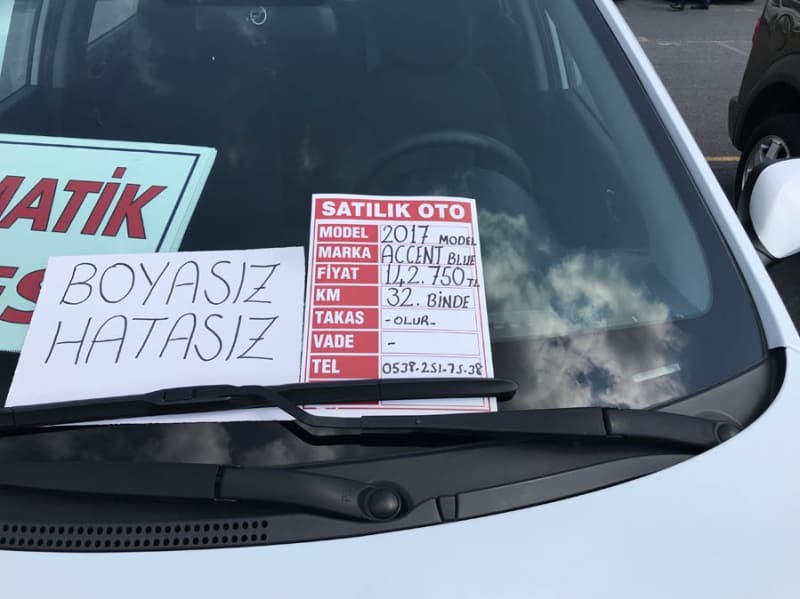 MATİK
ES
BOYASIZ
HATASIZ
SATILIK OTO
MODEL 2017 MODEL
MARKA ACCENT BLUE
FİYAT 142.750 TL
KM 32. BİNDE
TAKAS -OLUR-
VADE -
TEL 0538-251-75-38